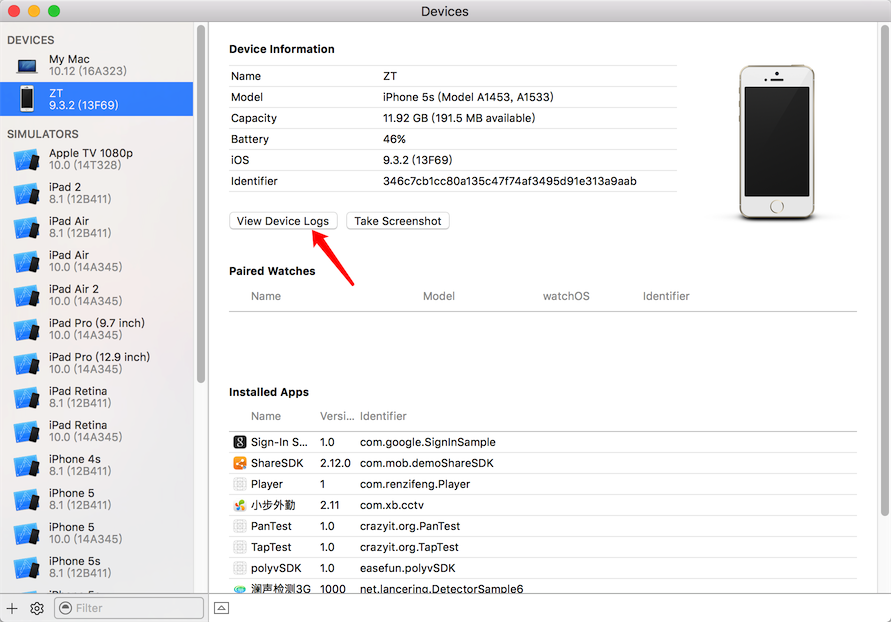 Devices
DEVICES
My Mac
10.12 (16A323)
ZT
9.3.2 (13F69)
SIMULATORS
Apple TV 1080p
10.0 (14T328)
iPad 2
8.1 (12B411)
iPad Air
8.1 (12B411)
iPad Air
10.0 (14A345)
iPad Air 2
10.0 (14A345)
iPad Pro (9.7 inch)
10.0 (14A345)
iPad Pro (12.9 inch)
10.0 (14A345)
iPad Retina
8.1 (12B411)
iPad Retina
10.0 (14A345)
iPhone 4s
8.1 (12B411)
iPhone 5
8.1 (12B411)
iPhone 5
10.0 (14A345)
iPhone 5s
8.1 (12B411)
Filter
Device Information
Name ZT
Model iPhone 5s (Model A1453, A1533)
Capacity 11.92 GB (191.5 MB available)
Battery 46%
iOS 9.3.2 (13F69)
Identifier 346c7cb1cc80a135c47f74af3495d91e313a9aab
View Device Logs Take Screenshot
Paired Watches
Name Model watchOS Identifier
Installed Apps
Name Versi... Identifier
Sign-In S... 1.0 com.google.SignInSample
ShareSDK 2.12.0 com.mob.demoShareSDK
Player 1 com.renzifeng.Player
小步外勤 2.11 com.xb.cctv
PanTest 1.0 crazyit.org.PanTest
TapTest 1.0 crazyit.org.TapTest
polyvSDK 1.0 easefun.polyvSDK
澜声检测3G 1000 net.lancering.DetectorSample6